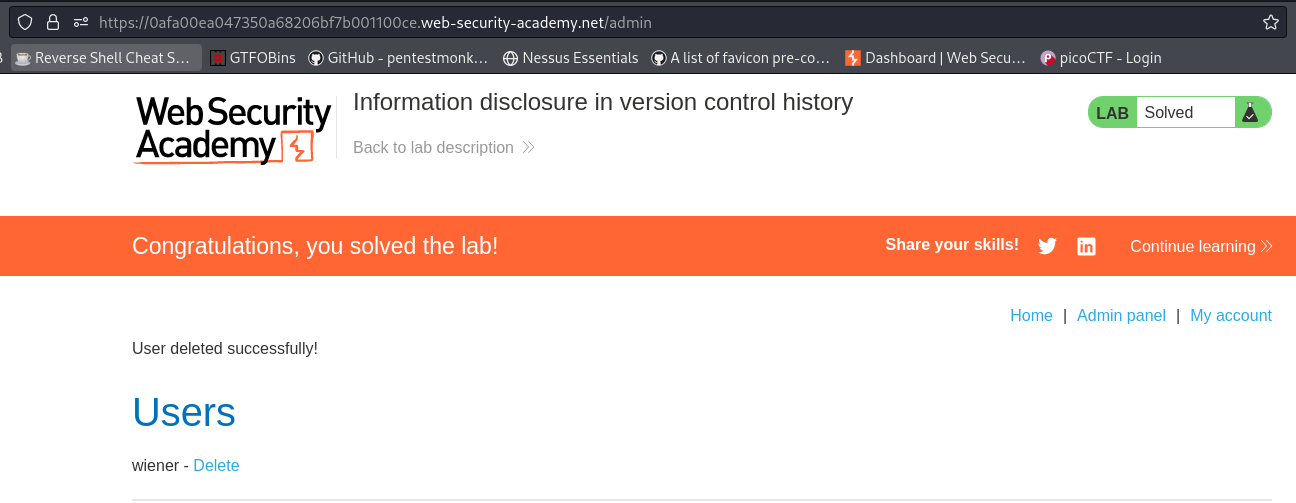 https://0afa00ea047350a68206bf7b001100ce.web-security-academy.net/admin
Reverse Shell Cheat S... GTFOBins GitHub - pentestmonk... Nessus Essentials A list of favicon pre-co... Dashboard | Web Secu... picoCTF - Login
WebSecurity
Academy
Information disclosure in version control history
Back to lab description
LAB Solved
Congratulations, you solved the lab!
Share your skills!
Continue learning
Home | Admin panel | My account
User deleted successfully!
Users
wiener - Delete